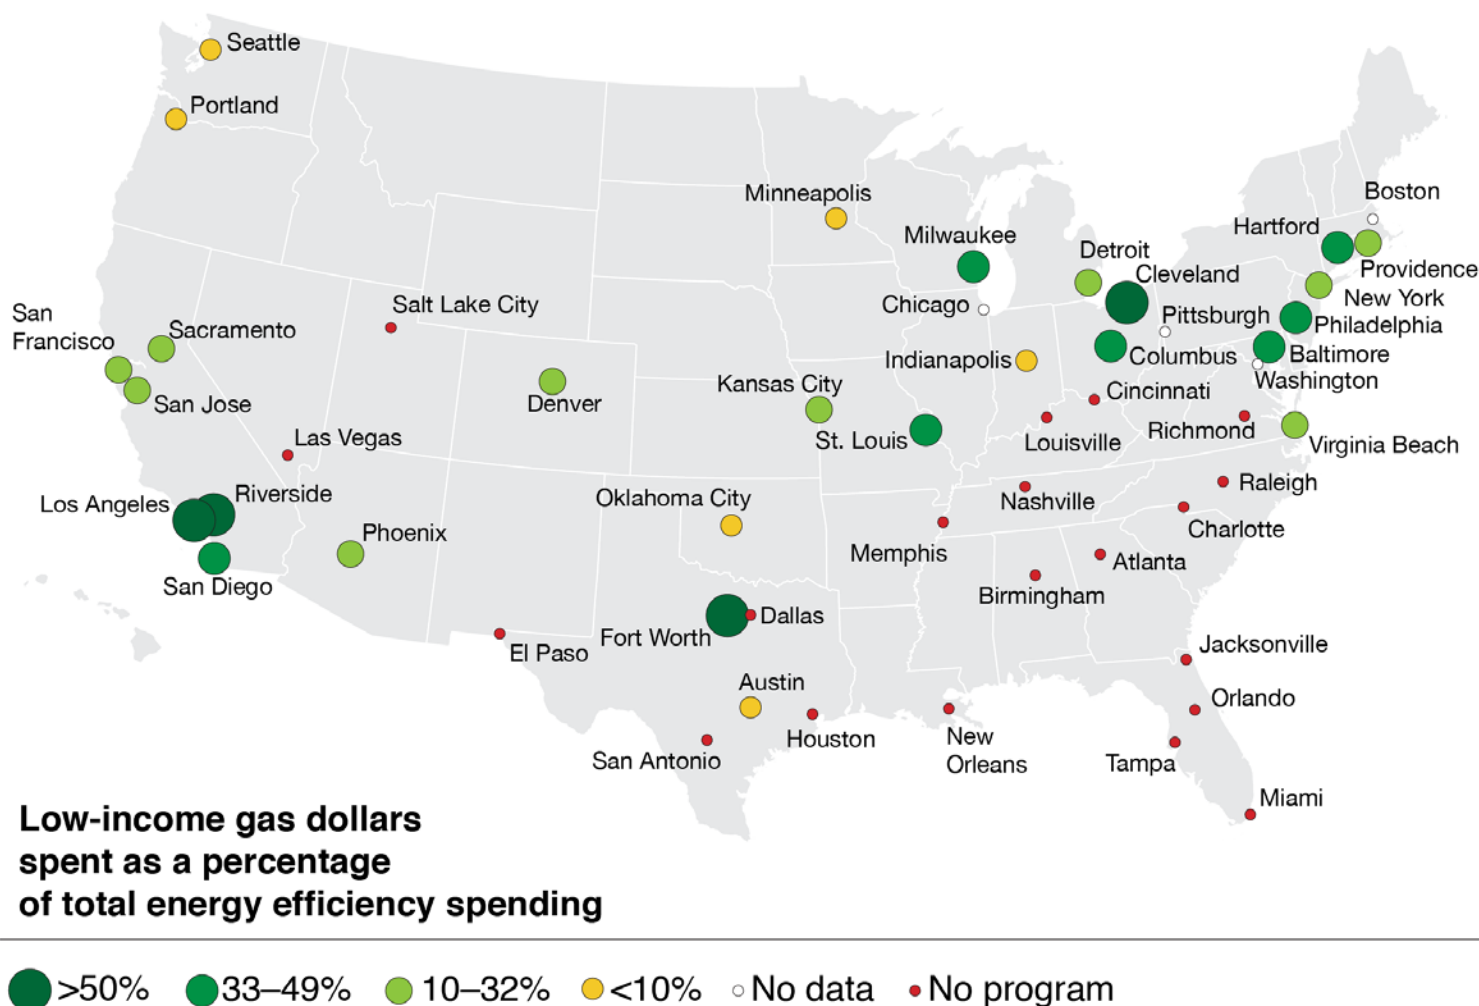 Seattle
Portland
Minneapolis
Boston
Milwaukee
Hartford
Detroit
Cleveland
Providence
Salt Lake City
Chicago
New York
San
Francisco
Sacramento
Pittsburgh
Philadelphia
Indianapolis
Columbus
Baltimore
Kansas City
Washington
San Jose
Denver
Cincinnati
Las Vegas
St. Louis
Louisville
Richmond
Virginia Beach
Los Angeles
Riverside
Oklahoma City
Nashville
Raleigh
Phoenix
Memphis
Charlotte
San Diego
Atlanta
Birmingham
Fort Worth
Dallas
El Paso
Jacksonville
Austin
Orlando
Houston
New
Orleans
San Antonio
Tampa
Miami
Low-income gas dollars
spent as a percentage
of total energy efficiency spending
>50% 33–49% 10–32% <10% No data No program